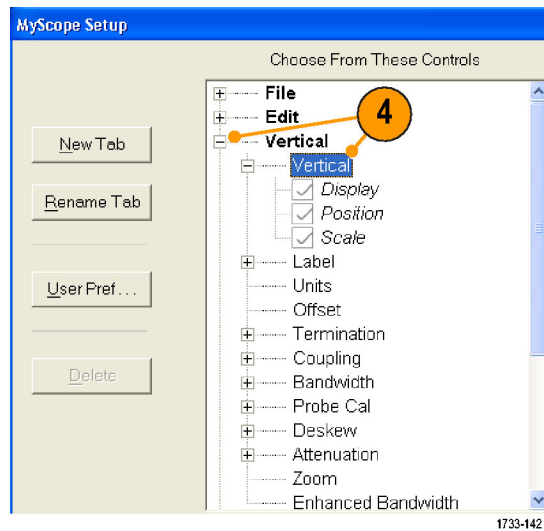 MyScope Setup
Choose From These Controls
File
Edit
4
Vertical
New Tab
Vertical
Display
Rename Tab
Position
Scale
Label
User Pref...
Units
Offset
Termination
Coupling
Delete
Bandwidth
Probe Cal
Deskew
Attenuation
Zoom
Enhanced Bandwidth
1733-142